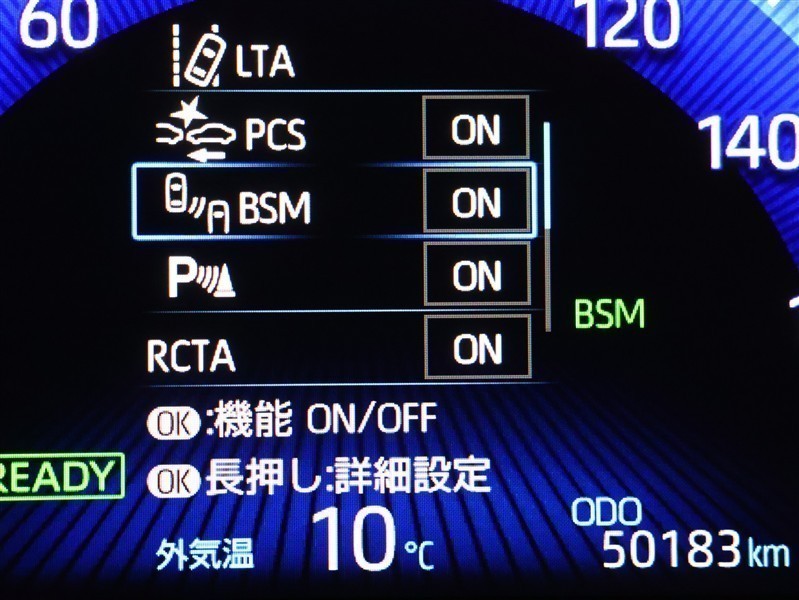 60
120
LTA
PCS ON
140
BSM ON
P ON
BSM
RCTA ON
OK:機能 ON/OFF
READY
OK長押し:詳細設定
外気温 10℃
ODO
50183km